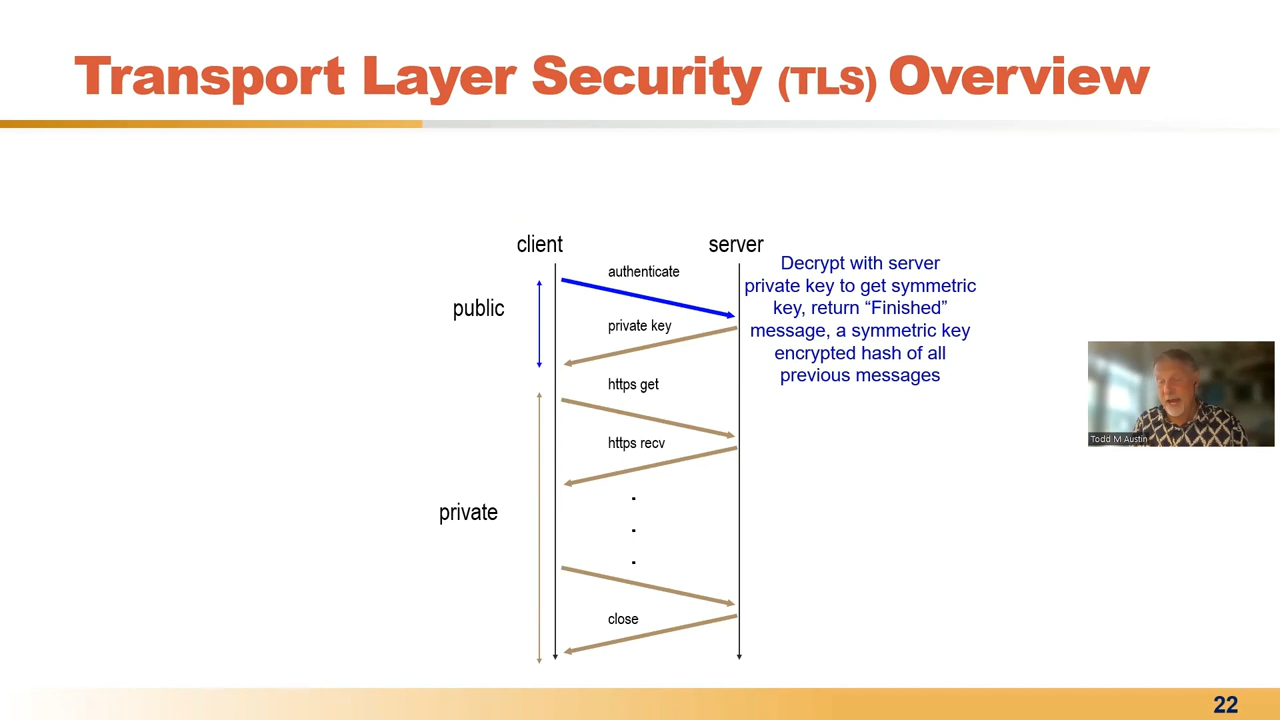 Transport Layer Security (TLS) Overview
client
server
authenticate
Decrypt with server
private key to get symmetric
key, return “Finished”
message, a symmetric key
encrypted hash of all
previous messages
public
private key
https get
https recv
.
.
.
private
close
Todd M Austin
22